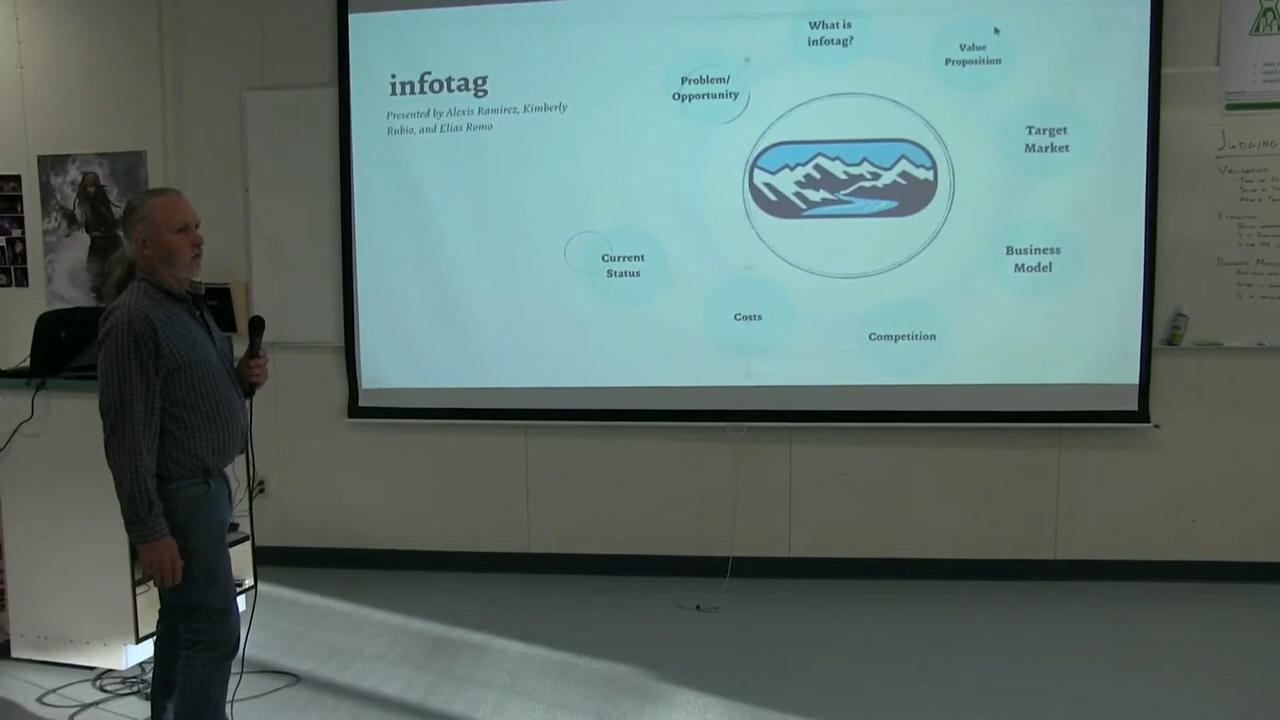 infotag
Presented by Alexis Ramirez, Kimberly
Rubio, and Elias Romo
What is
infotag?
Value
Proposition
Problem/
Opportunity
Target
Market
Business
Model
Current
Status
Costs
Competition
Judging